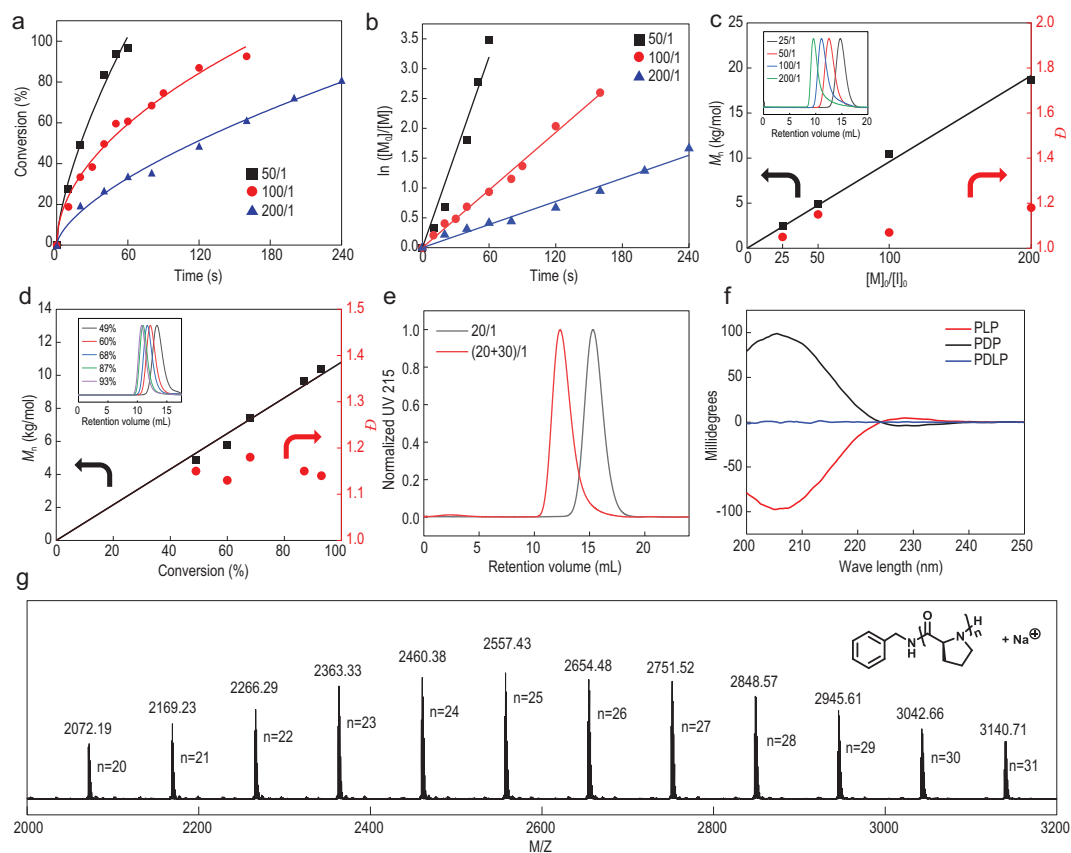 a
100
80
60
40
20
0
Conversion (%)
50/1
100/1
200/1
0 60 120 180 240
Time (s)
b
3.5
3.0
2.5
2.0
1.5
1.0
0.5
0.0
ln ([M₀]/[M])
50/1
100/1
200/1
0 60 120 180 240
Time (s)
c
25
20
15
10
5
0
Mₙ (kg/mol)
25/1
50/1
100/1
200/1
0 5 10 15 20
Retention volume (mL)
2.0
1.8
1.6
1.4
1.2
1.0
Đ
0 25 50 100 200
[M]₀/[I]₀
d
14
12
10
8
6
4
2
0
Mₙ (kg/mol)
49%
60%
68%
87%
93%
0 5 10 15
Retention volume (mL)
1.5
1.4
1.3
1.2
1.1
1.0
Đ
0 20 40 60 80 100
Conversion (%)
e
1.0
0.8
0.6
0.4
0.2
0.0
Normalized UV 215
20/1
(20+30)/1
0 5 10 15 20
Retention volume (mL)
f
100
50
0
-50
-100
Millidegrees
PLP
PDP
PDLP
200 210 220 230 240 250
Wave length (nm)
g
2072.19
n=20
2169.23
n=21
2266.29
n=22
2363.33
n=23
2460.38
n=24
2557.43
n=25
2654.48
n=26
2751.52
n=27
2848.57
n=28
2945.61
n=29
3042.66
n=30
3140.71
n=31
O
N
H
N
H
n
+ Na⊕
2000 2200 2400 2600 2800 3000 3200
M/Z